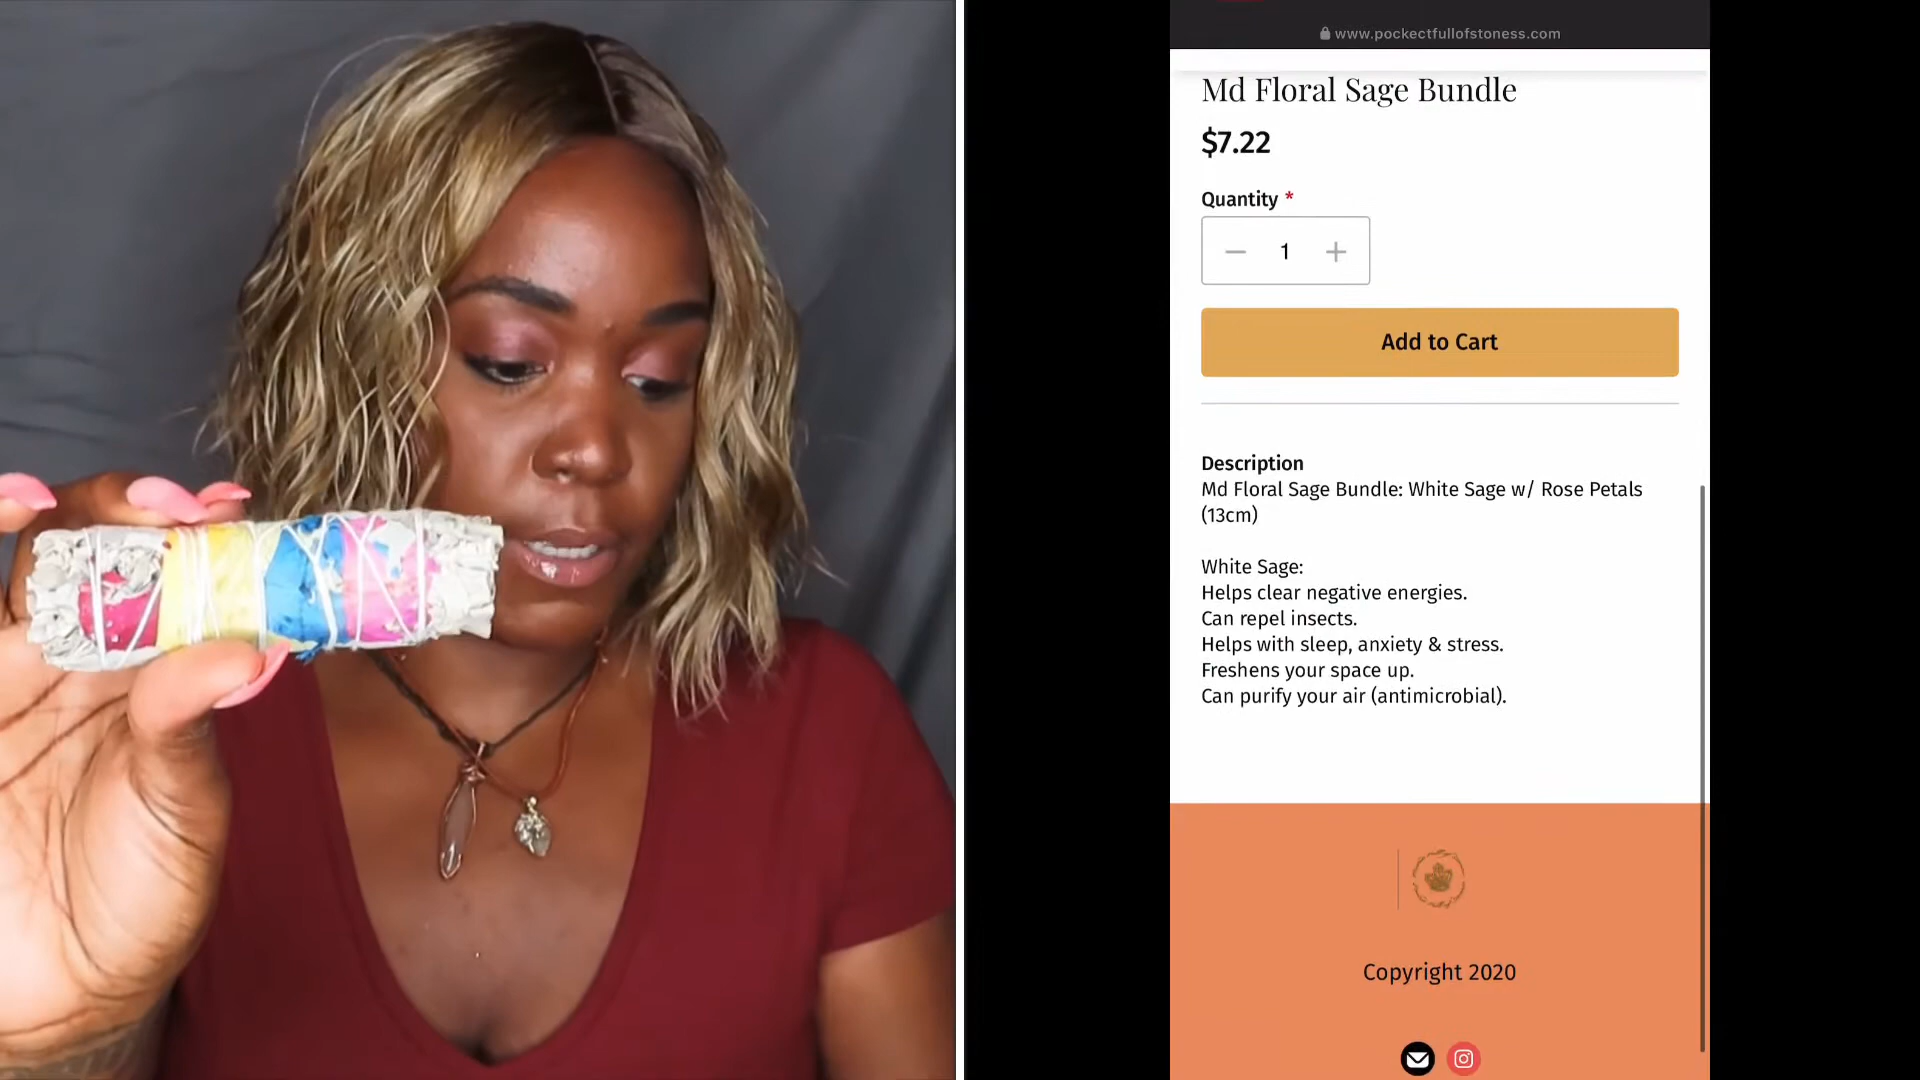 www.pockectfullofstoness.com
Md Floral Sage Bundle
$7.22
Quantity *
1
Add to Cart
Description
Md Floral Sage Bundle: White Sage w/ Rose Petals
(13cm)
White Sage:
Helps clear negative energies.
Can repel insects.
Helps with sleep, anxiety & stress.
Freshens your space up.
Can purify your air (antimicrobial).
Copyright 2020